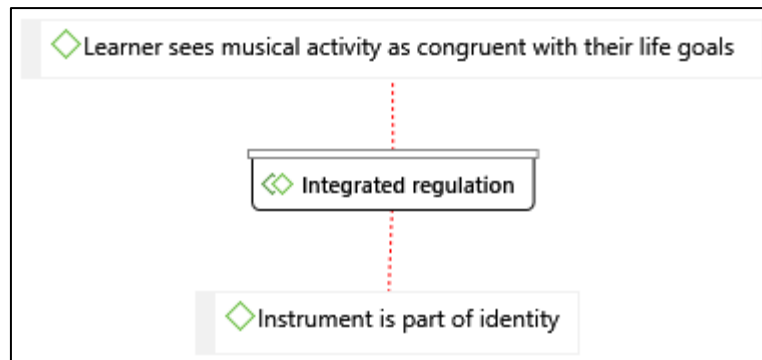 Learner sees musical activity as congruent with their life goals
Integrated regulation
Instrument is part of identity